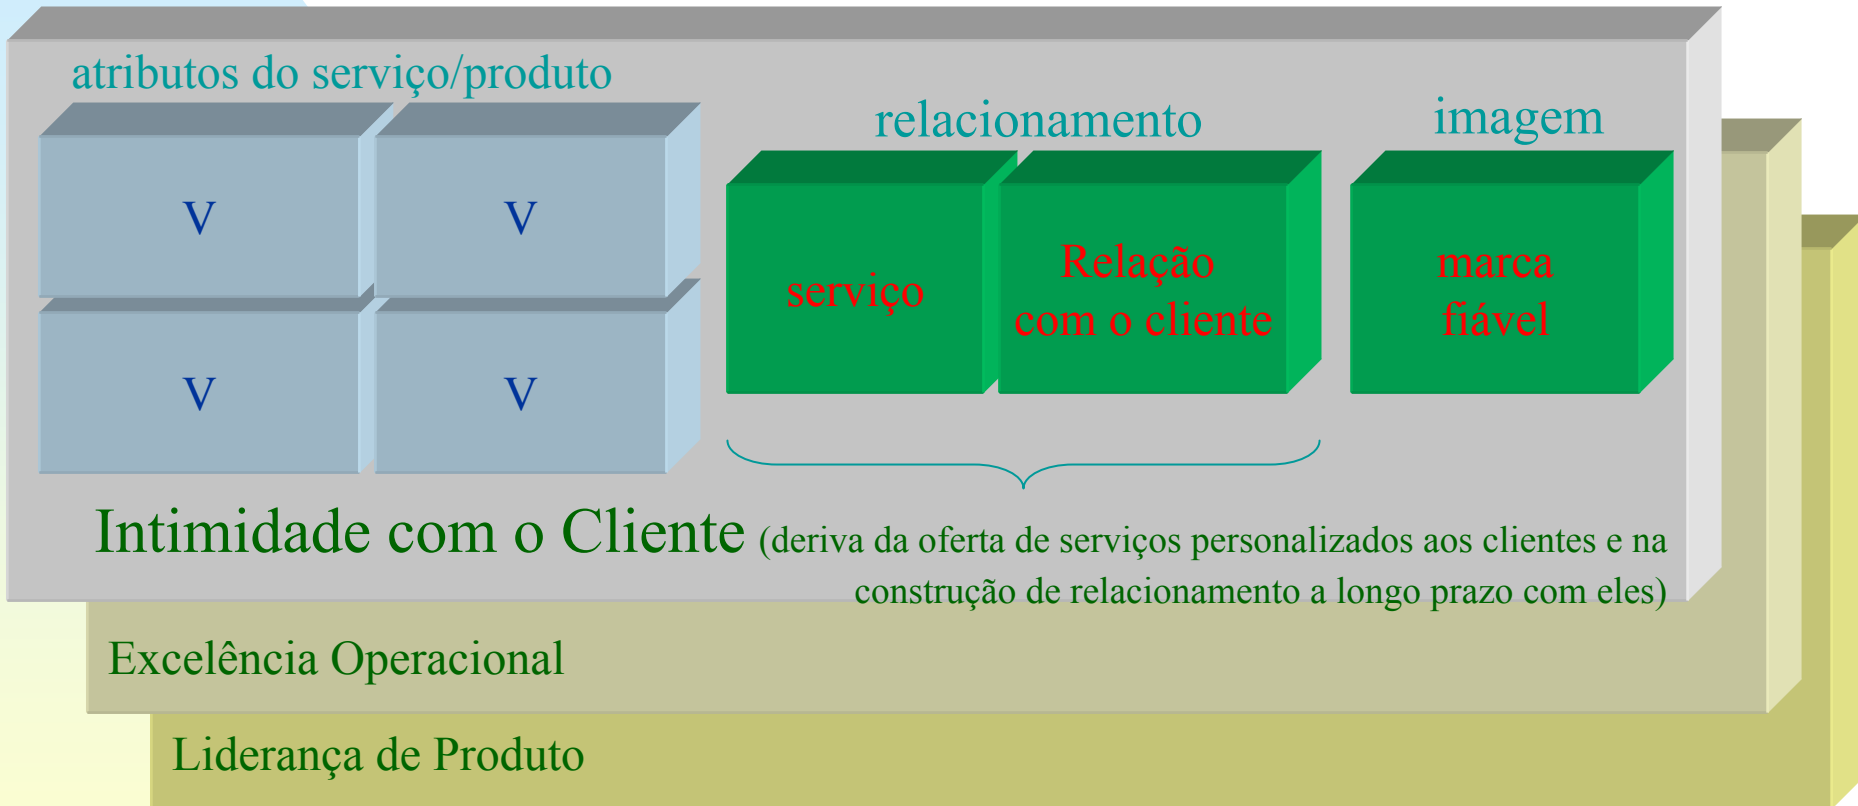 atributos do serviço/produto
relacionamento
imagem
V
V
V
V
serviço
Relação
com o cliente
marca
fiável
Intimidade com o Cliente (deriva da oferta de serviços personalizados aos clientes e na
construção de relacionamento a longo prazo com eles)
Excelência Operacional
Liderança de Produto